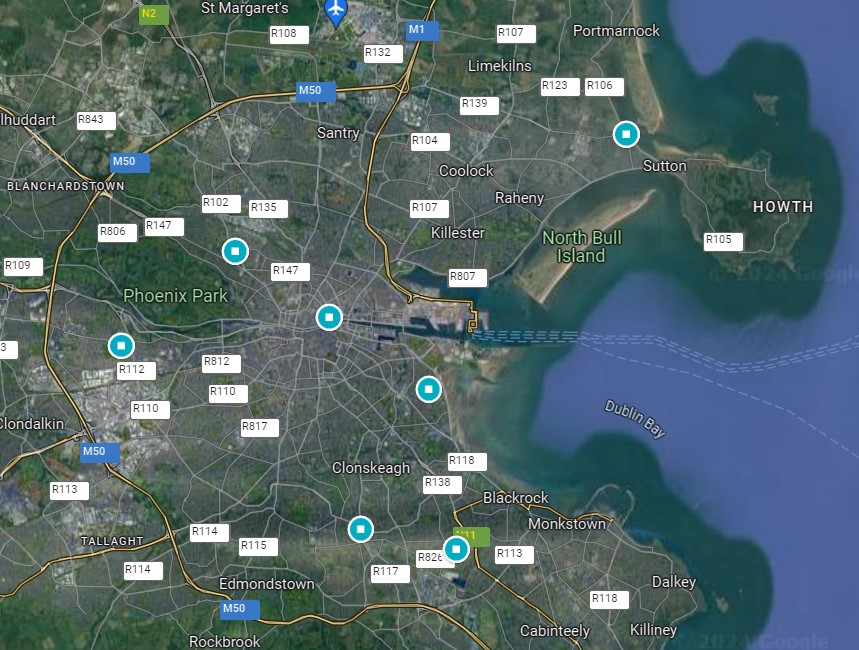 N2
St Margaret's
R108
M1
R107
Portmarnock
R132
Limekilns
R123
R106
M50
R139
lhuddart
R843
Santry
R104
M50
Sutton
Coolock
BLANCHARDSTOWN
Raheny
R102
R135
R107
HOWTH
R806
R147
Killester
North Bull
Island
R105
R109
R147
R807
Phoenix Park
3
R112
R812
R110
R110
Dublin Bay
Clondalkin
R817
M50
R118
Clonskeagh
R138
R113
Blackrock
Monkstown
R114
N11
TALLAGHT
R115
R113
R826
R114
R117
Edmondstown
Dalkey
M50
R118
Rockbrook
Cabinteely
Killiney
2024 Google